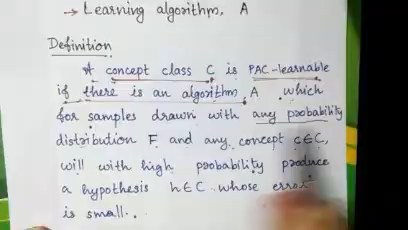 → Learning algorithm, A
Definition
A concept class C is PAC-learnable
if there is an algorithm A which
for samples drawn with any probability
distribution F and any concept c∈C,
will with high probability produce
a hypothesis h∈C whose error
is small..